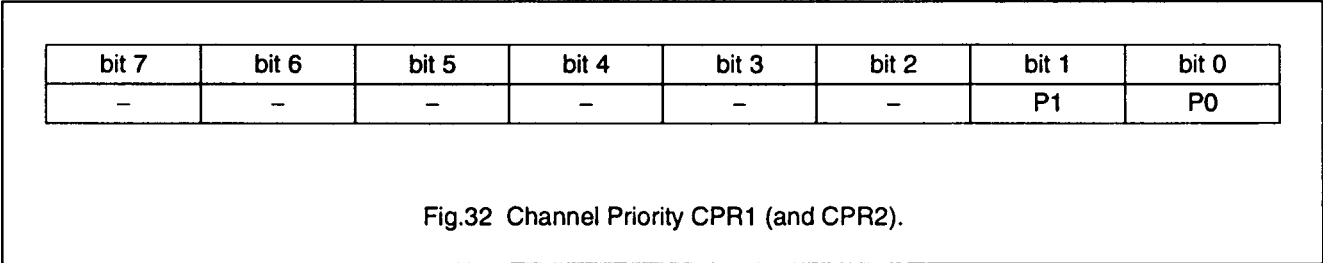 bit 7 bit 6 bit 5 bit 4 bit 3 bit 2 bit 1 bit 0
– – – – – – P1 P0
Fig.32 Channel Priority CPR1 (and CPR2).